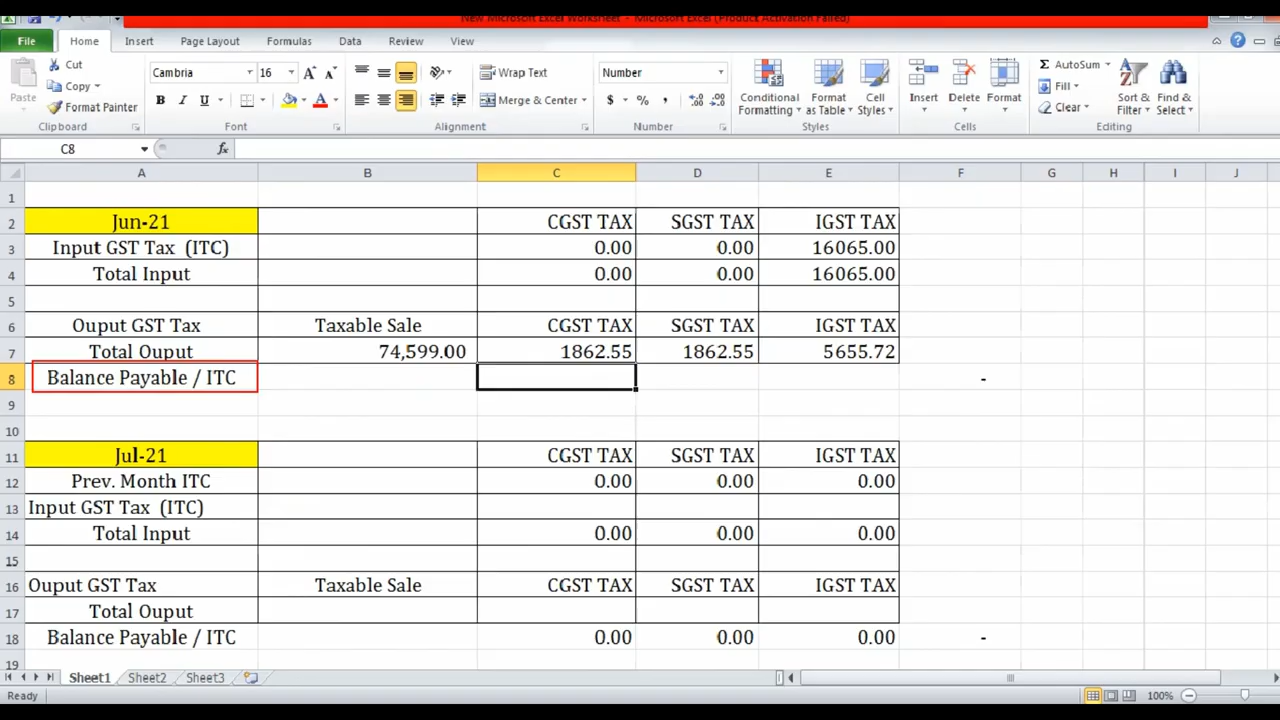 New Microsoft Excel Worksheet - Microsoft Excel (Product Activation Failed)
File Home Insert Page Layout Formulas Data Review View
Cut
Copy
Format Painter
Paste
Clipboard
Cambria 16
B I U
Font
Wrap Text
Merge & Center
Alignment
Number
$ % ,
Number
Conditional Formatting
Format as Table
Cell Styles
Styles
Insert Delete Format
Cells
AutoSum
Fill
Clear
Sort & Filter
Find & Select
Editing
C8 fx
A B C D E F G H I J
1
2 Jun-21 CGST TAX SGST TAX IGST TAX
3 Input GST Tax (ITC) 0.00 0.00 16065.00
4 Total Input 0.00 0.00 16065.00
5
6 Ouput GST Tax Taxable Sale CGST TAX SGST TAX IGST TAX
7 Total Ouput 74,599.00 1862.55 1862.55 5655.72
8 Balance Payable / ITC -
9
10
11 Jul-21 CGST TAX SGST TAX IGST TAX
12 Prev. Month ITC 0.00 0.00 0.00
13 Input GST Tax (ITC)
14 Total Input 0.00 0.00 0.00
15
16 Ouput GST Tax Taxable Sale CGST TAX SGST TAX IGST TAX
17 Total Ouput
18 Balance Payable / ITC 0.00 0.00 0.00 -
19
Sheet1 Sheet2 Sheet3
Ready 100%